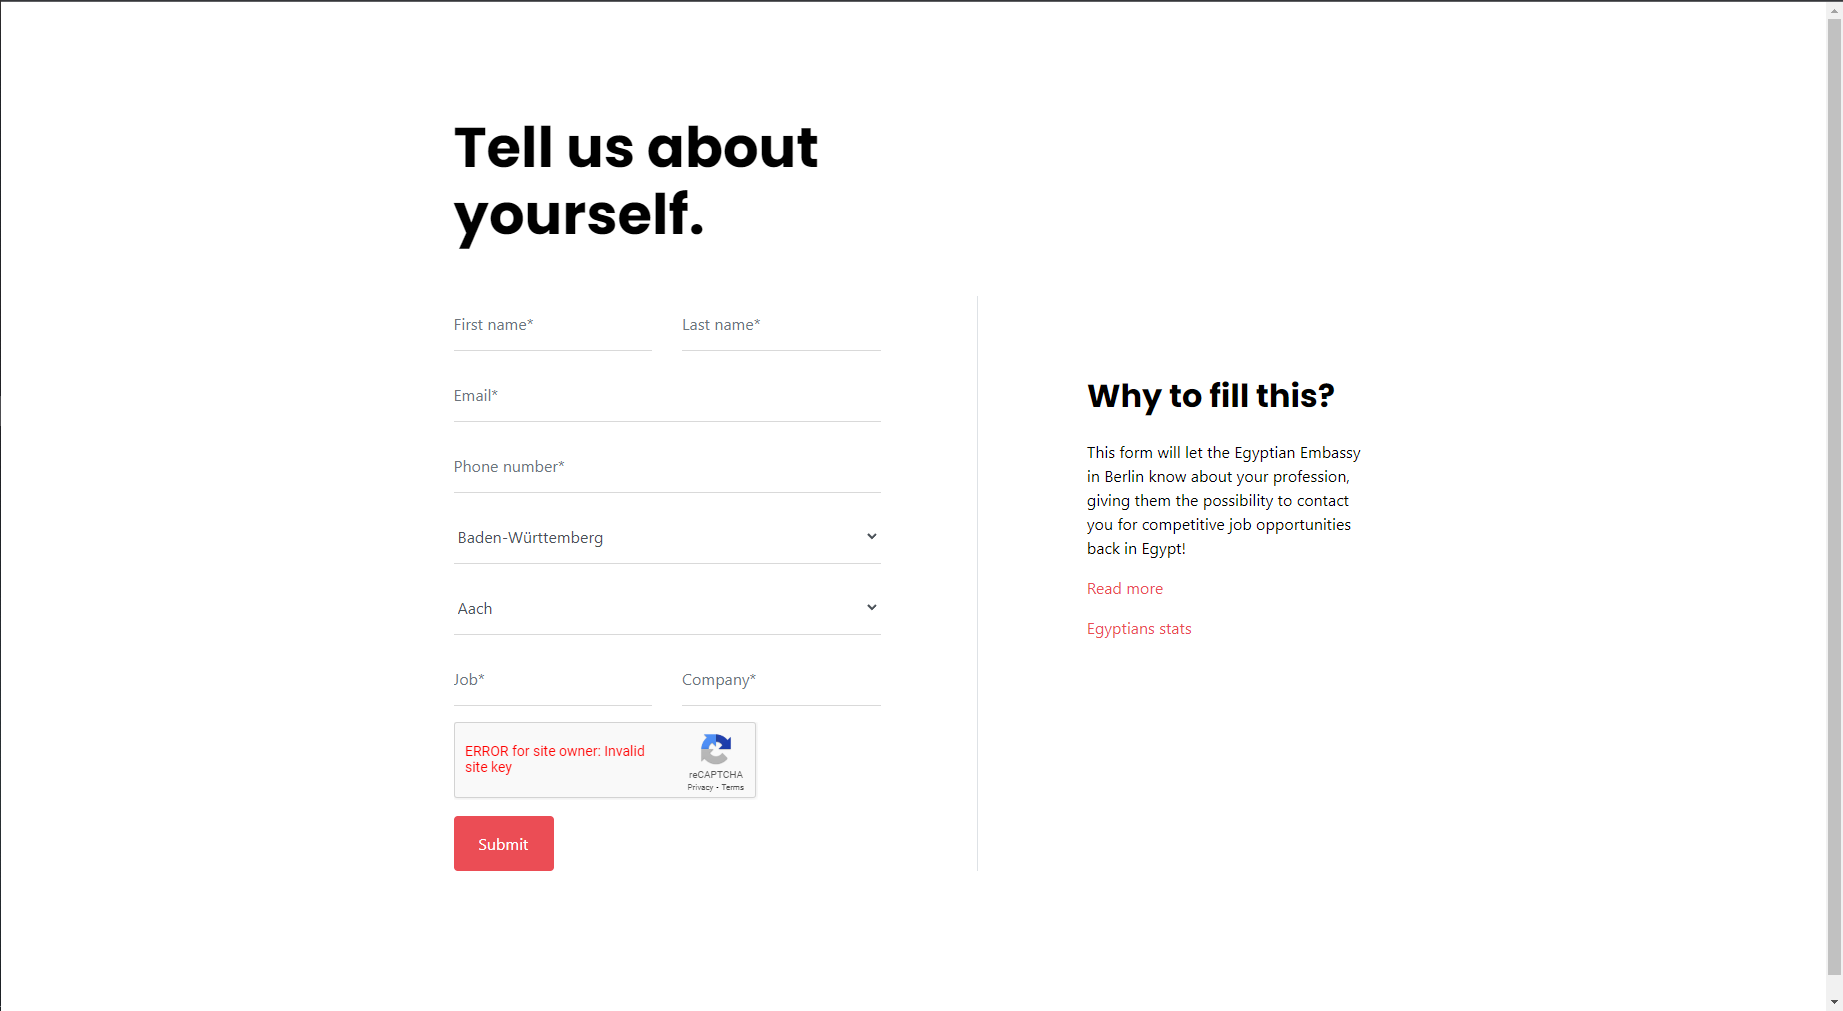 Tell us about
yourself.
First name*
Last name*
Email*
Phone number*
Baden-Württemberg
Aach
Job*
Company*
ERROR for site owner: Invalid
site key
reCAPTCHA
Privacy - Terms
Submit
Why to fill this?
This form will let the Egyptian Embassy
in Berlin know about your profession,
giving them the possibility to contact
you for competitive job opportunities
back in Egypt!
Read more
Egyptians stats